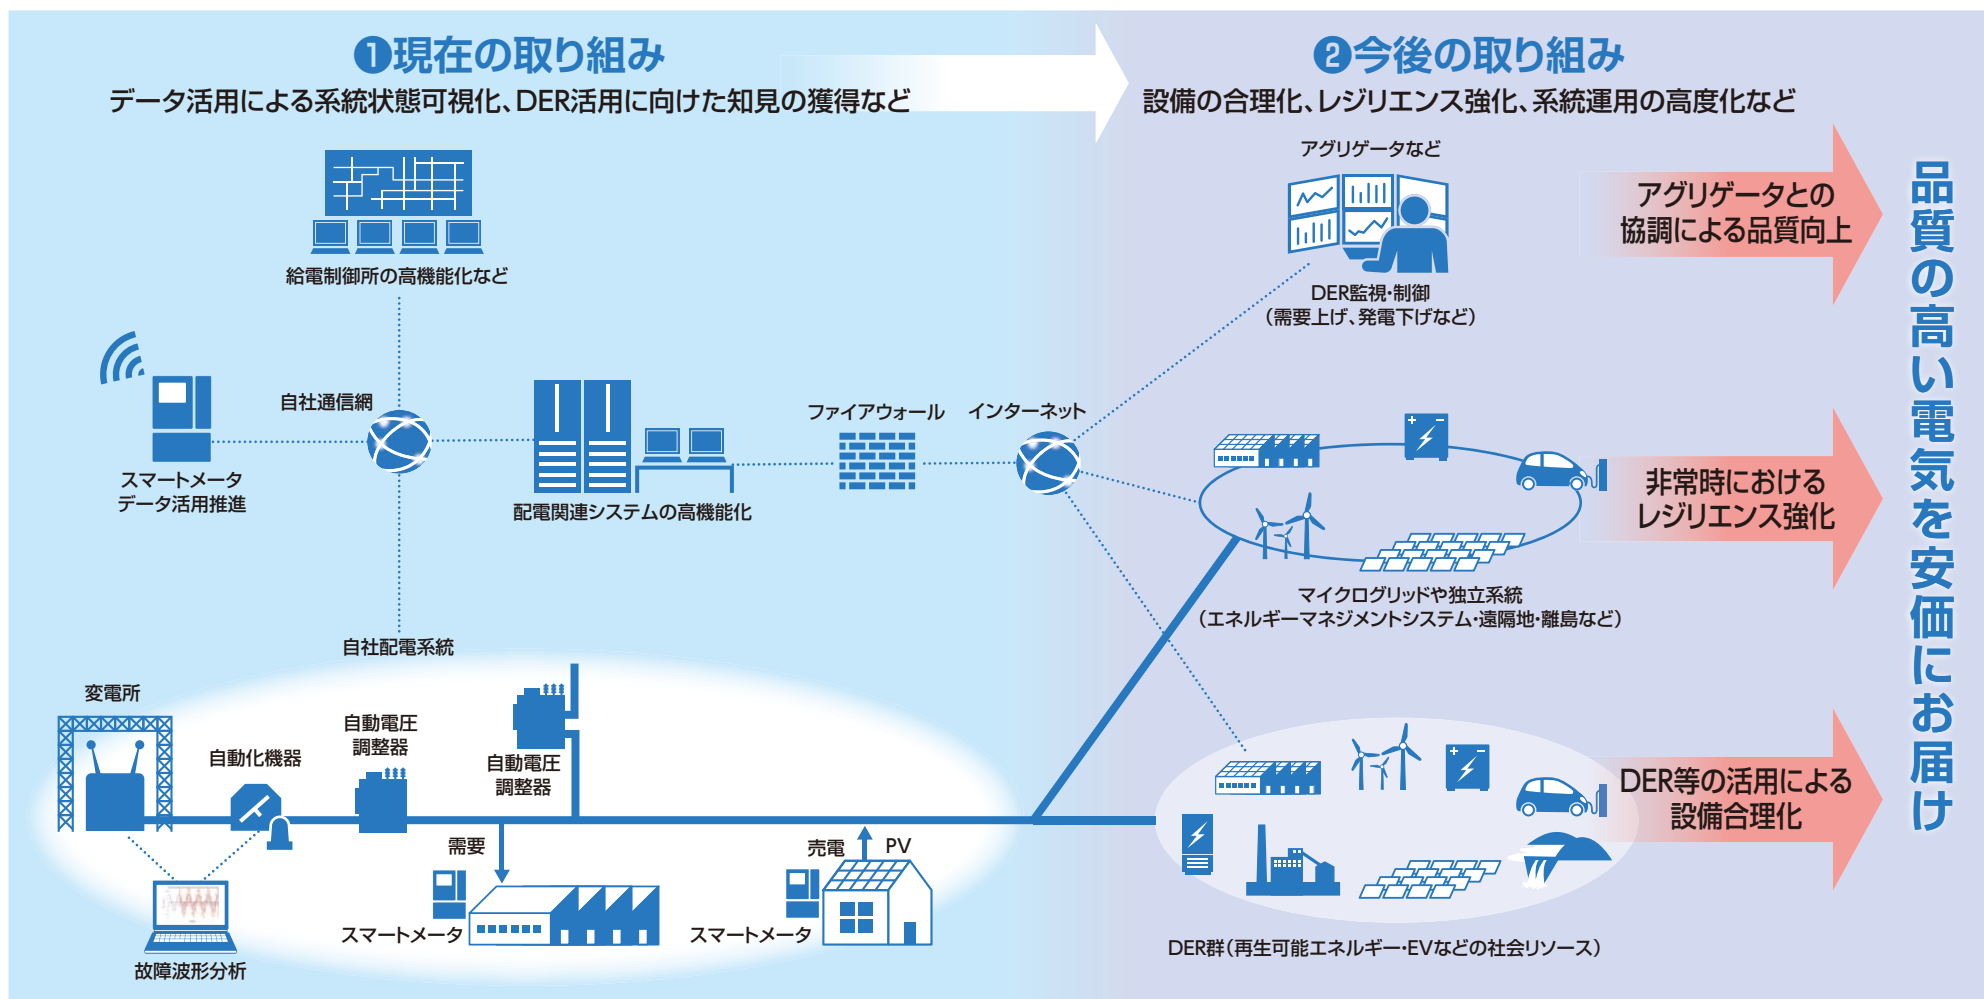 ❶現在の取り組み
データ活用による系統状態可視化、DER活用に向けた知見の獲得など
給電制御所の高機能化など
自社通信網
スマートメータ
データ活用推進
配電関連システムの高機能化
ファイアウォール
インターネット
自社配電系統
変電所
自動化機器
自動電圧
調整器
自動電圧
調整器
需要
売電
PV
スマートメータ
スマートメータ
故障波形分析
❷今後の取り組み
設備の合理化、レジリエンス強化、系統運用の高度化など
アグリゲータなど
DER監視・制御
（需要上げ、発電下げなど）
マイクログリッドや独立系統
（エネルギーマネジメントシステム・遠隔地・離島など）
DER群（再生可能エネルギー・EVなどの社会リソース）
アグリゲータとの
協調による品質向上
非常時における
レジリエンス強化
DER等の活用による
設備合理化
品質の高い電気を安価にお届け